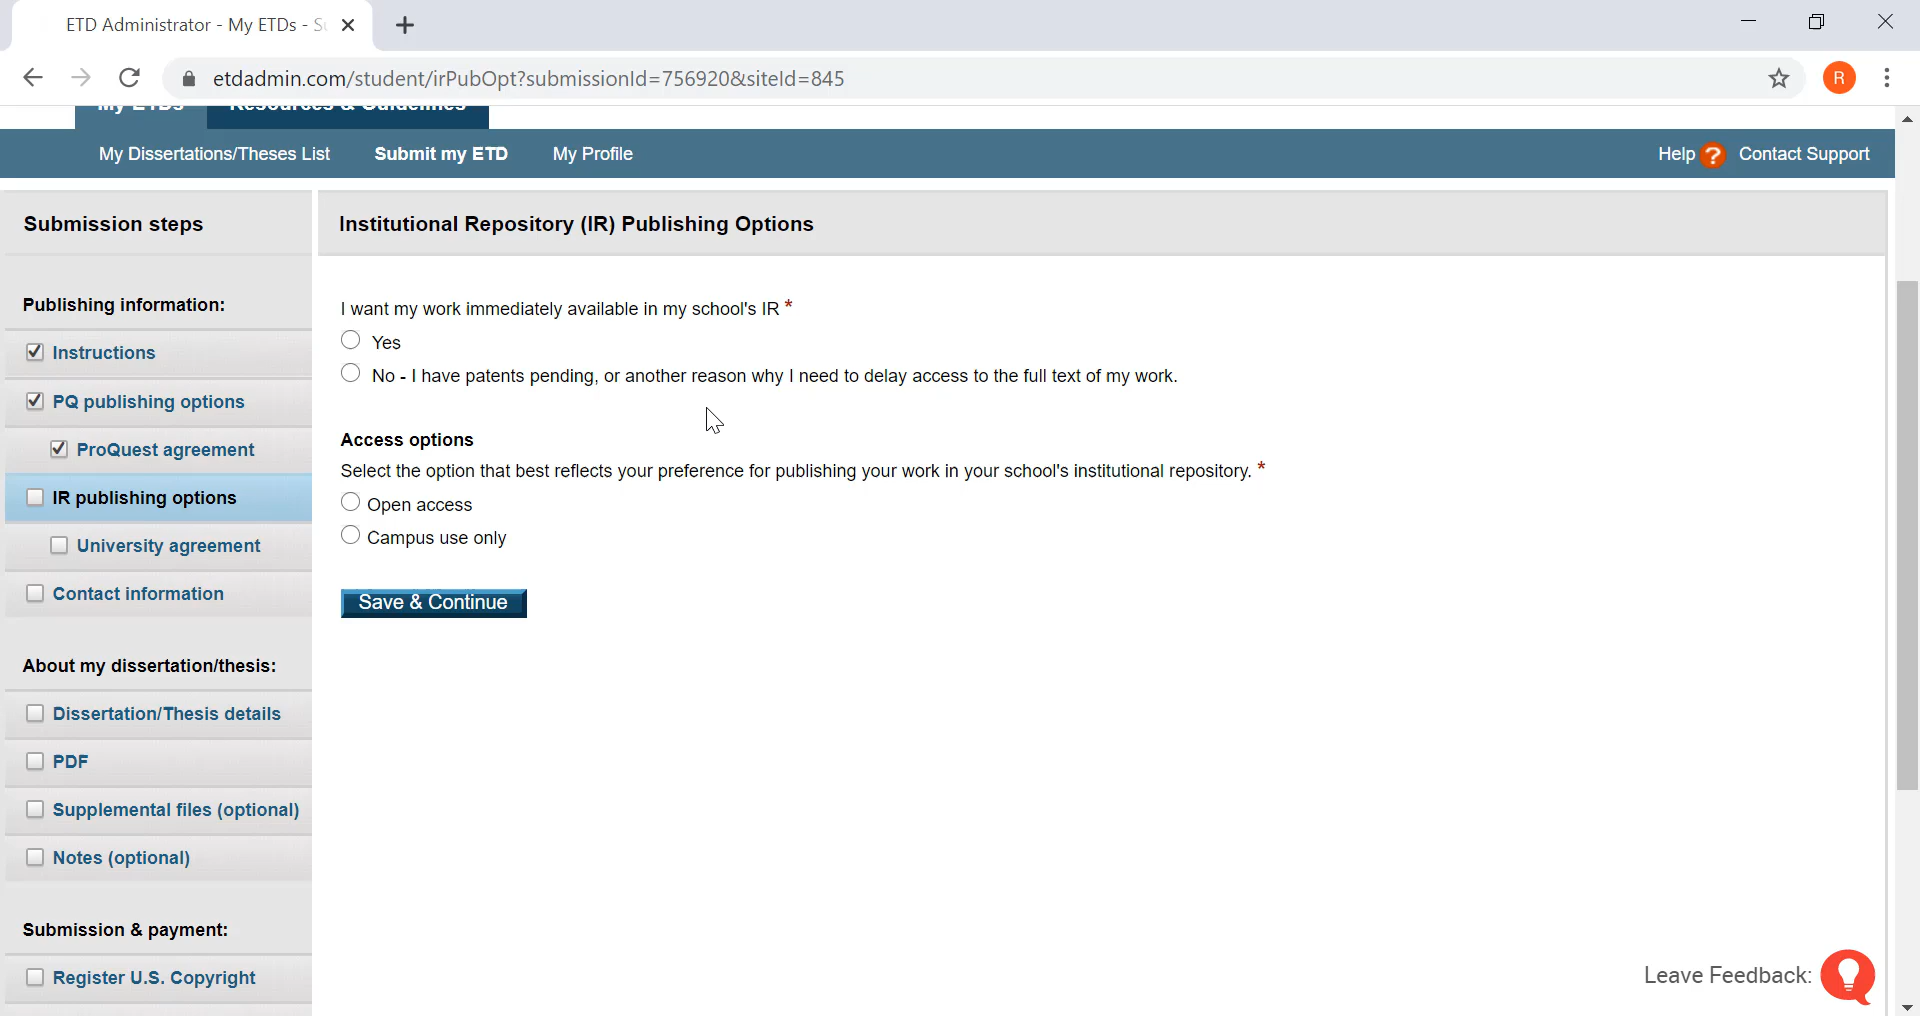 ETD Administrator - My ETDs - S
etdadmin.com/student/irPubOpt?submissionId=756920&siteId=845
R
My ETDs
Resources & Guidelines
My Dissertations/Theses List
Submit my ETD
My Profile
Help ?
Contact Support
Submission steps
Publishing information:
Instructions
PQ publishing options
ProQuest agreement
IR publishing options
University agreement
Contact information
About my dissertation/thesis:
Dissertation/Thesis details
PDF
Supplemental files (optional)
Notes (optional)
Submission & payment:
Register U.S. Copyright
Institutional Repository (IR) Publishing Options
I want my work immediately available in my school's IR *
Yes
No - I have patents pending, or another reason why I need to delay access to the full text of my work.
Access options
Select the option that best reflects your preference for publishing your work in your school's institutional repository. *
Open access
Campus use only
Save & Continue
Leave Feedback: